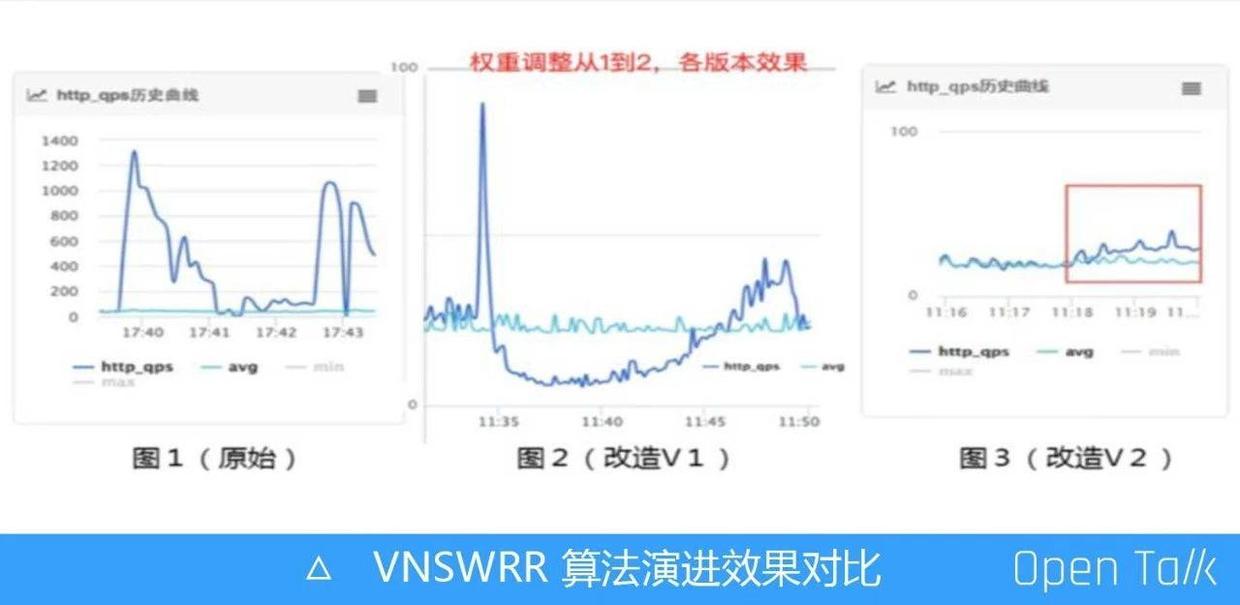 权重调整从1到2，各版本效果
http_qps历史曲线
1400
1200
1000
800
600
400
200
0
17:40 17:41 17:42 17:43
http_qps avg min
max
图1（原始）
100
0
11:35 11:40 11:45 11:50
http_qps avg
图2（改造V1）
http_qps历史曲线
100
0
11:16 11:17 11:18 11:19 11...
http_qps avg min
max
图3（改造V2）
△ VNSWRR 算法演进效果对比
Open Talk